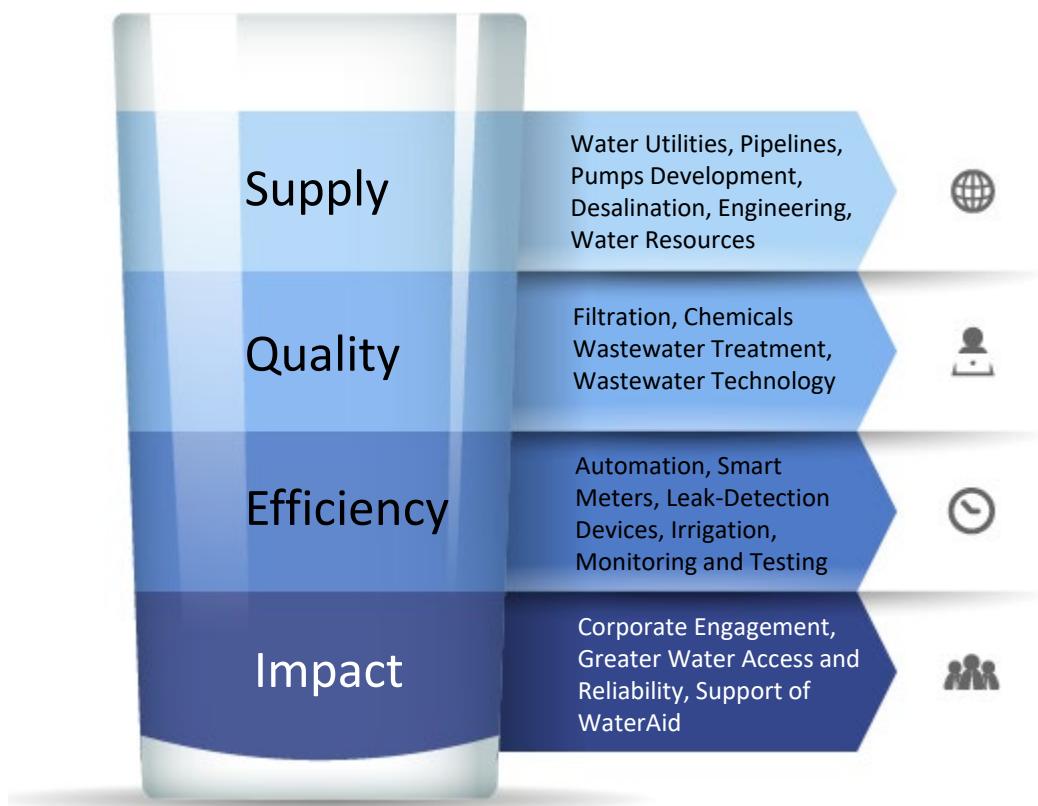 Supply
Water Utilities, Pipelines,
Pumps Development,
Desalination, Engineering,
Water Resources
Quality
Filtration, Chemicals
Wastewater Treatment,
Wastewater Technology
Efficiency
Automation, Smart
Meters, Leak-Detection
Devices, Irrigation,
Monitoring and Testing
Impact
Corporate Engagement,
Greater Water Access and
Reliability, Support of
WaterAid